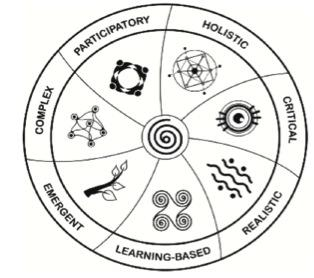 PARTICIPATORY
HOLISTIC
CRITICAL
REALISTIC
LEARNING-BASED
EMERGENT
COMPLEX